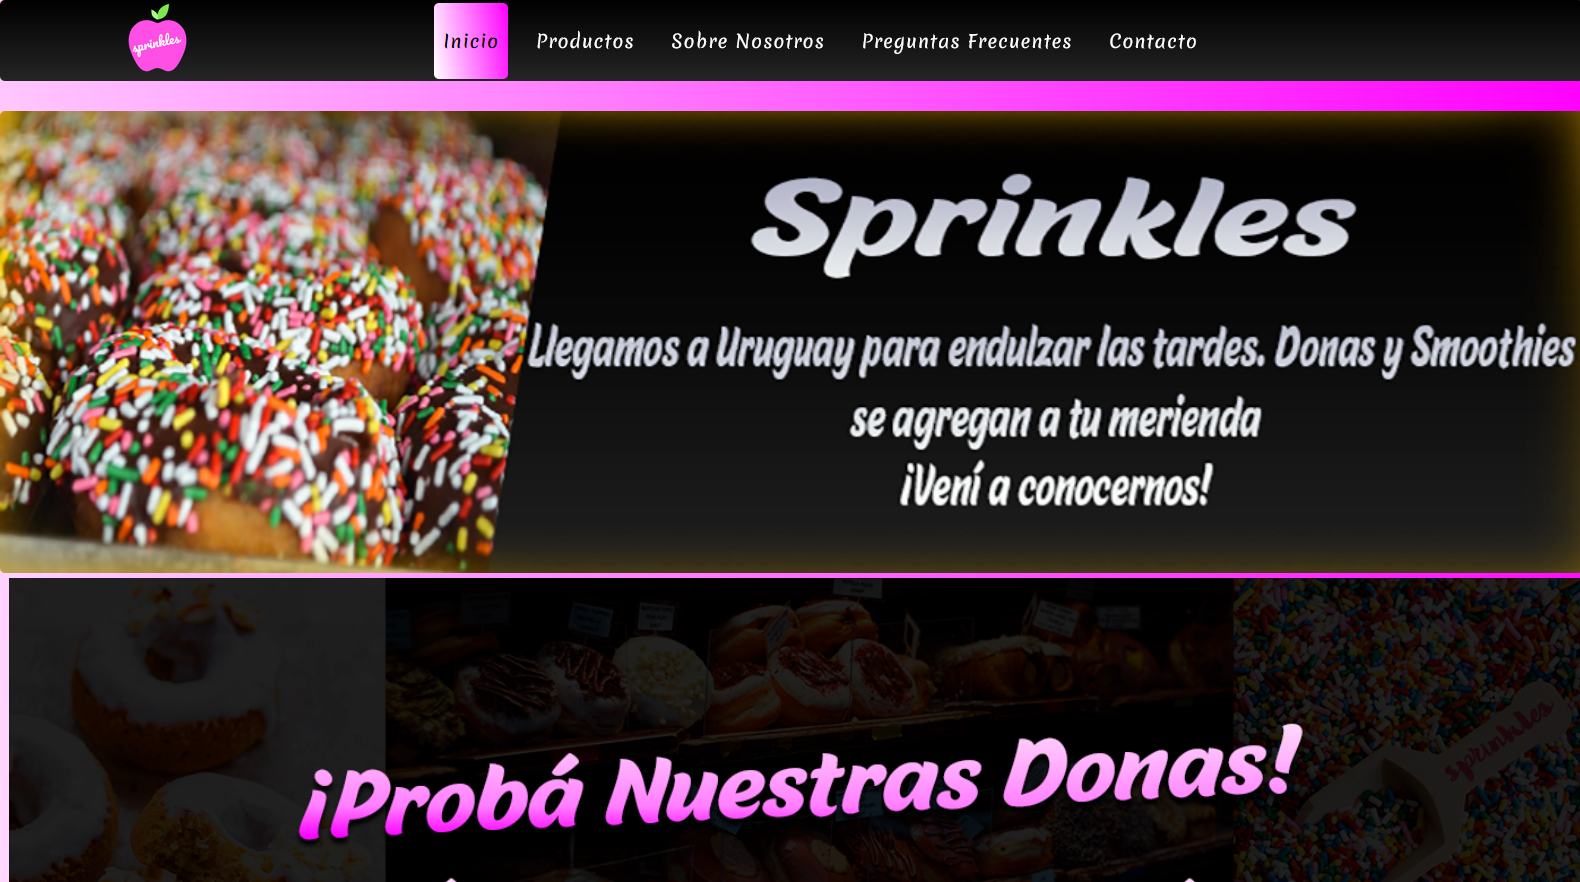 sprinkles
Inicio Productos Sobre Nosotros Preguntas Frecuentes Contacto
Sprinkles
Llegamos a Uruguay para endulzar las tardes. Donas y Smoothies
se agregan a tu merienda
¡Vení a conocernos!
sprinkles
¡Probá Nuestras Donas!